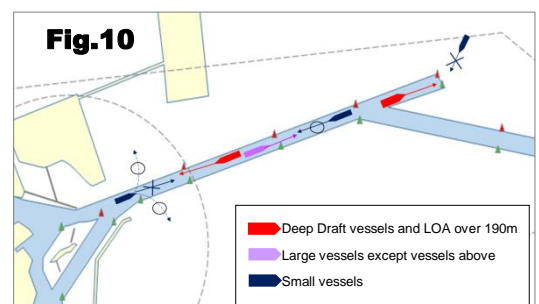 Fig.10
Deep Draft vessels and LOA over 190m
Large vessels except vessels above
Small vessels